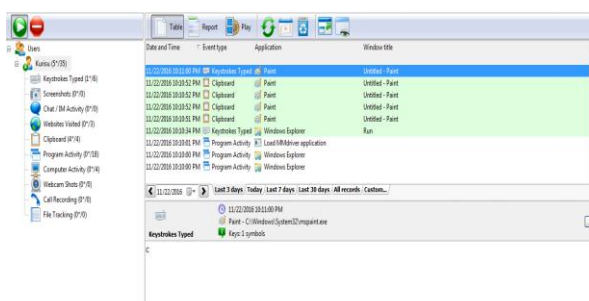 Table Report Play
Users
Kurisu (5*/35)
Keystrokes Typed (1*/6)
Screenshots (0*/0)
Chat / IM Activity (0*/0)
Websites Visited (0*/3)
Clipboard (4*/4)
Program Activity (0*/18)
Computer Activity (0*/4)
Webcam Shots (0*/0)
Call Recording (0*/0)
File Tracking (0*/0)
Date and Time Event type Application Window title
11/22/2016 10:11:00 PM Keystrokes Typed Paint Untitled - Paint
11/22/2016 10:10:52 PM Clipboard Paint Untitled - Paint
11/22/2016 10:10:52 PM Clipboard Paint Untitled - Paint
11/22/2016 10:10:51 PM Clipboard Paint Untitled - Paint
11/22/2016 10:10:51 PM Clipboard Paint Untitled - Paint
11/22/2016 10:10:34 PM Keystrokes Typed Windows Explorer Run
11/22/2016 10:10:01 PM Program Activity Load MMdriver application
11/22/2016 10:10:00 PM Program Activity Windows Explorer
11/22/2016 10:10:00 PM Program Activity Windows Explorer
11/22/2016 Last 3 days Today Last 7 days Last 30 days All records Custom...
11/22/2016 10:11:00 PM
Paint - C:\Windows\System32\mspaint.exe
Keystrokes Typed Keys: 1 symbols
c